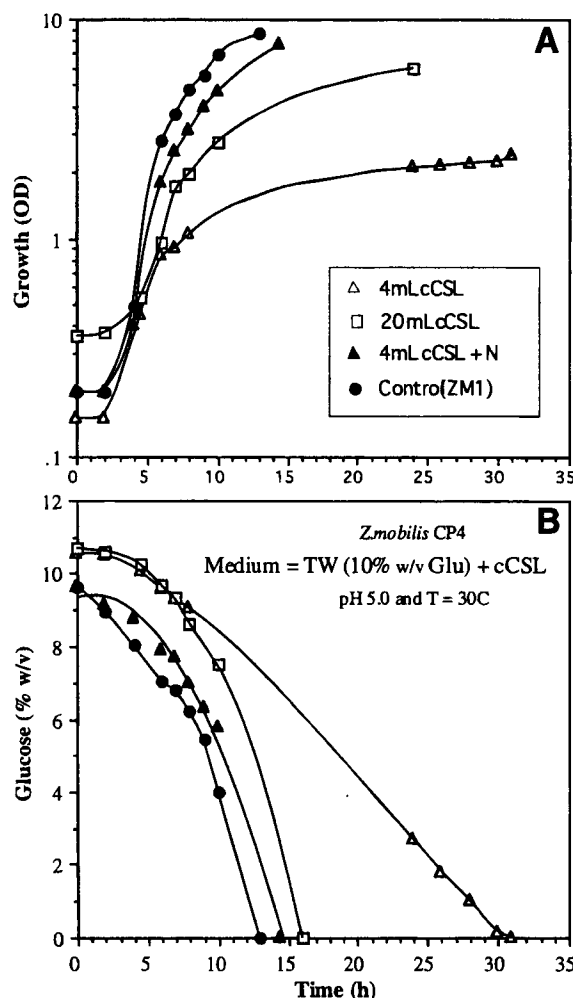 10
A
1
.1
Growth (OD)
4mLcCSL
20mLcCSL
4mLcCSL + N
Contro(ZM1)
0 5 10 15 20 25 30 35
12
B
10
8
6
4
2
0
Glucose (% w/v)
Z.mobilis CP4
Medium = TW (10% w/v Glu) + cCSL
pH 5.0 and T = 30C
0 5 10 15 20 25 30 35
Time (h)